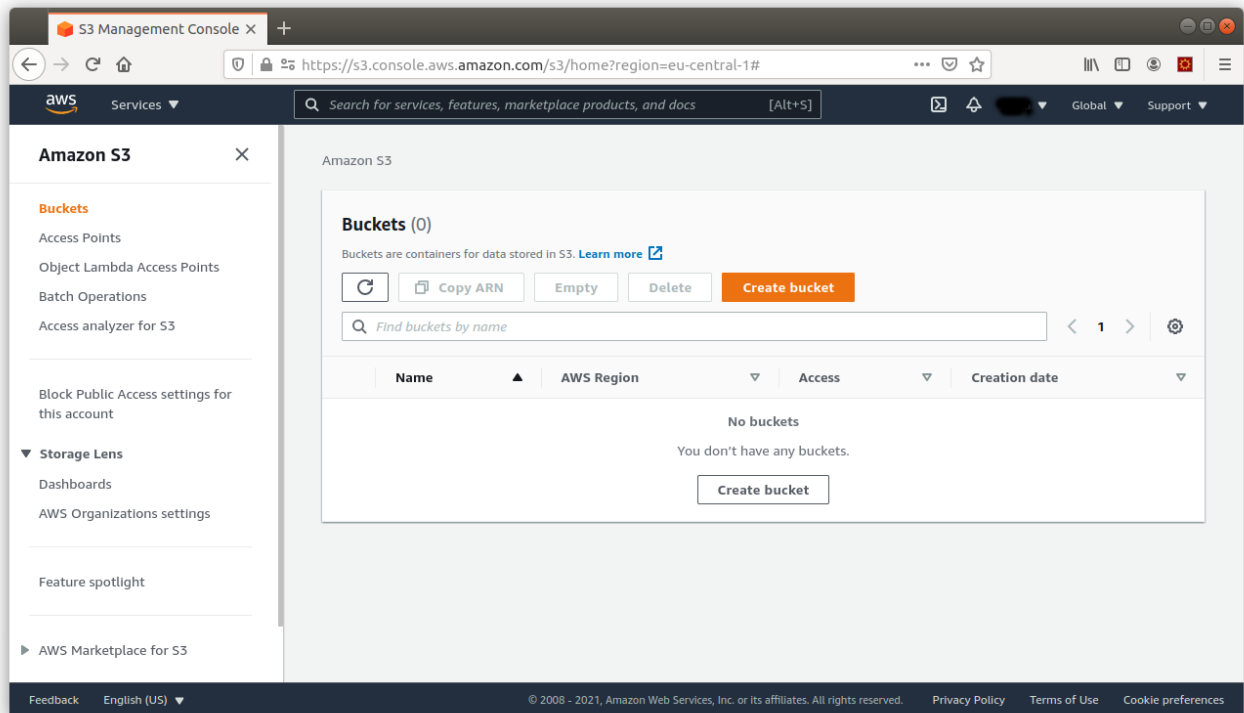 S3 Management Console
https://s3.console.aws.amazon.com/s3/home?region=eu-central-1#
aws Services Search for services, features, marketplace products, and docs [Alt+S] Global Support
Amazon S3
Buckets
Access Points
Object Lambda Access Points
Batch Operations
Access analyzer for S3
Block Public Access settings for
this account
Storage Lens
Dashboards
AWS Organizations settings
Feature spotlight
AWS Marketplace for S3
Amazon S3
Buckets (0)
Buckets are containers for data stored in S3. Learn more
Copy ARN Empty Delete Create bucket
Find buckets by name 1
Name AWS Region Access Creation date
No buckets
You don't have any buckets.
Create bucket
Feedback English (US) © 2008 - 2021, Amazon Web Services, Inc. or its affiliates. All rights reserved. Privacy Policy Terms of Use Cookie preferences